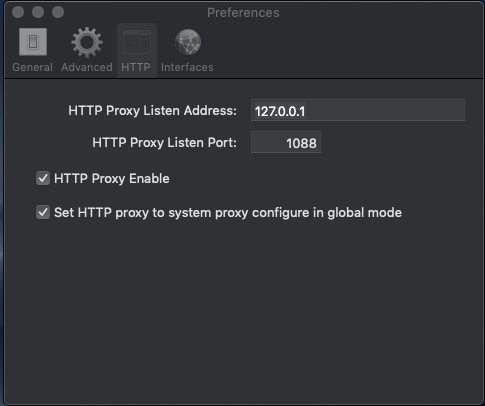 Preferences
General Advanced HTTP Interfaces
HTTP Proxy Listen Address: 127.0.0.1
HTTP Proxy Listen Port: 1088
HTTP Proxy Enable
Set HTTP proxy to system proxy configure in global mode